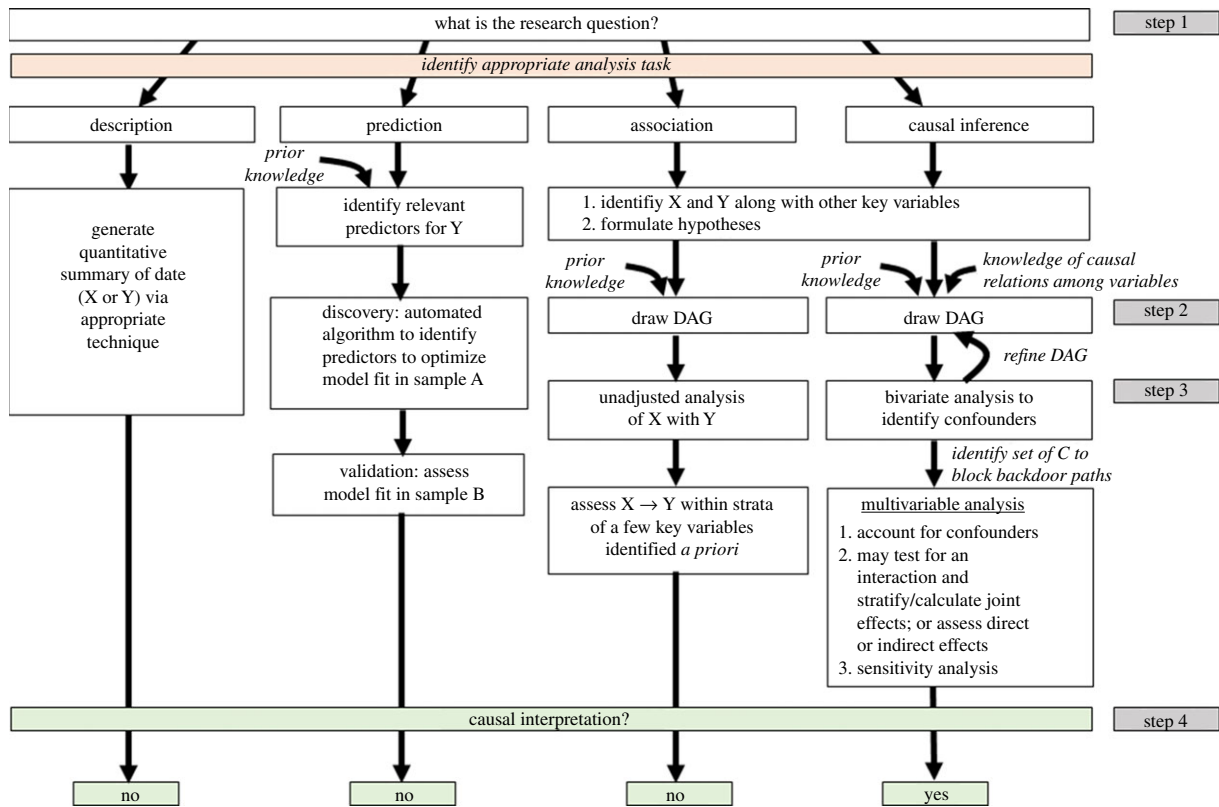 what is the research question?
step 1
identify appropriate analysis task
description
prediction
association
causal inference
prior
knowledge
generate
quantitative
summary of date
(X or Y) via
appropriate
technique
identify relevant
predictors for Y
1. identifiy X and Y along with other key variables
2. formulate hypotheses
prior
knowledge
prior
knowledge
knowledge of causal
relations among variables
discovery: automated
algorithm to identify
predictors to optimize
model fit in sample A
draw DAG
draw DAG
step 2
refine DAG
unadjusted analysis
of X with Y
bivariate analysis to
identify confounders
step 3
validation: assess
model fit in sample B
identify set of C to
block backdoor paths
assess X → Y within strata
of a few key variables
identified a priori
multivariable analysis
1. account for confounders
2. may test for an
interaction and
stratify/calculate joint
effects; or assess direct
or indirect effects
3. sensitivity analysis
causal interpretation?
step 4
no
no
no
yes